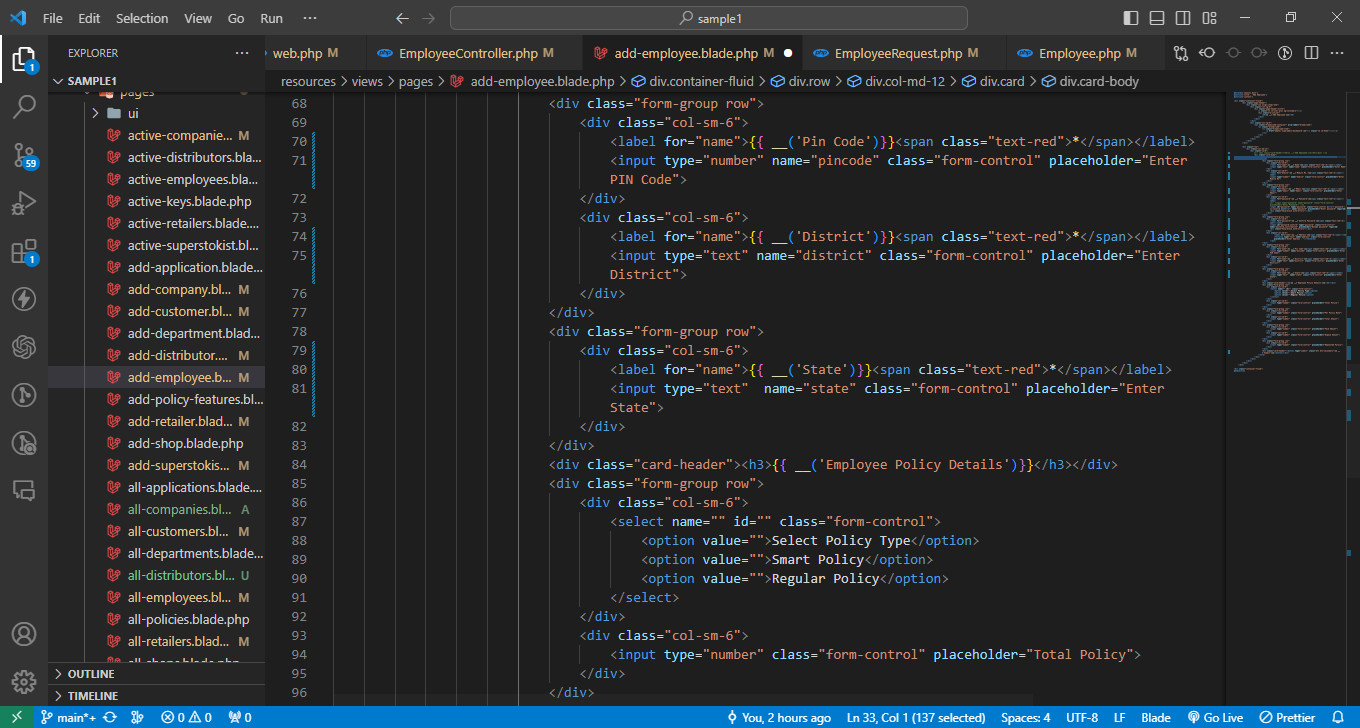 File Edit Selection View Go Run ··· sample1
EXPLORER ···
web.php M
EmployeeController.php M
add-employee.blade.php M
EmployeeRequest.php M
Employee.php M
resources > views > pages > add-employee.blade.php > div.container-fluid > div.row > div.col-md-12 > div.card > div.card-body
SAMPLE1
pages
ui
active-companie... M
active-distributors.bla...
active-employees.bla...
active-keys.blade.php
active-retailers.blade...
active-superstokist.bl...
add-application.blade...
add-company.bl... M
add-customer.bl... M
add-department.blad...
add-distributor.... M
add-employee.b... M
add-policy-features.bl...
add-retailer.blad... M
add-shop.blade.php
add-superstokis... M
all-applications.blade....
all-companies.bl... A
all-customers.bl... M
all-departments.blade...
all-distributors.bl... U
all-employees.bl... M
all-policies.blade.php
all-retailers.blad... M
all-shops.blade.php
OUTLINE
TIMELINE
1
59
1
68 <div class="form-group row">
69 <div class="col-sm-6">
70 <label for="name">{{ __('Pin Code')}}<span class="text-red">*</span></label>
71 <input type="number" name="pincode" class="form-control" placeholder="Enter
PIN Code">
72 </div>
73 <div class="col-sm-6">
74 <label for="name">{{ __('District')}}<span class="text-red">*</span></label>
75 <input type="text" name="district" class="form-control" placeholder="Enter
District">
76 </div>
77 </div>
78 <div class="form-group row">
79 <div class="col-sm-6">
80 <label for="name">{{ __('State')}}<span class="text-red">*</span></label>
81 <input type="text"  name="state" class="form-control" placeholder="Enter
State">
82 </div>
83 </div>
84 <div class="card-header"><h3>{{ __('Employee Policy Details')}}</h3></div>
85 <div class="form-group row">
86 <div class="col-sm-6">
87 <select name="" id="" class="form-control">
88 <option value="">Select Policy Type</option>
89 <option value="">Smart Policy</option>
90 <option value="">Regular Policy</option>
91 </select>
92 </div>
93 <div class="col-sm-6">
94 <input type="number" class="form-control" placeholder="Total Policy">
95 </div>
96 </div>
main*+ 0 0 0 You, 2 hours ago Ln 33, Col 1 (137 selected) Spaces: 4 UTF-8 LF Blade Go Live Prettier